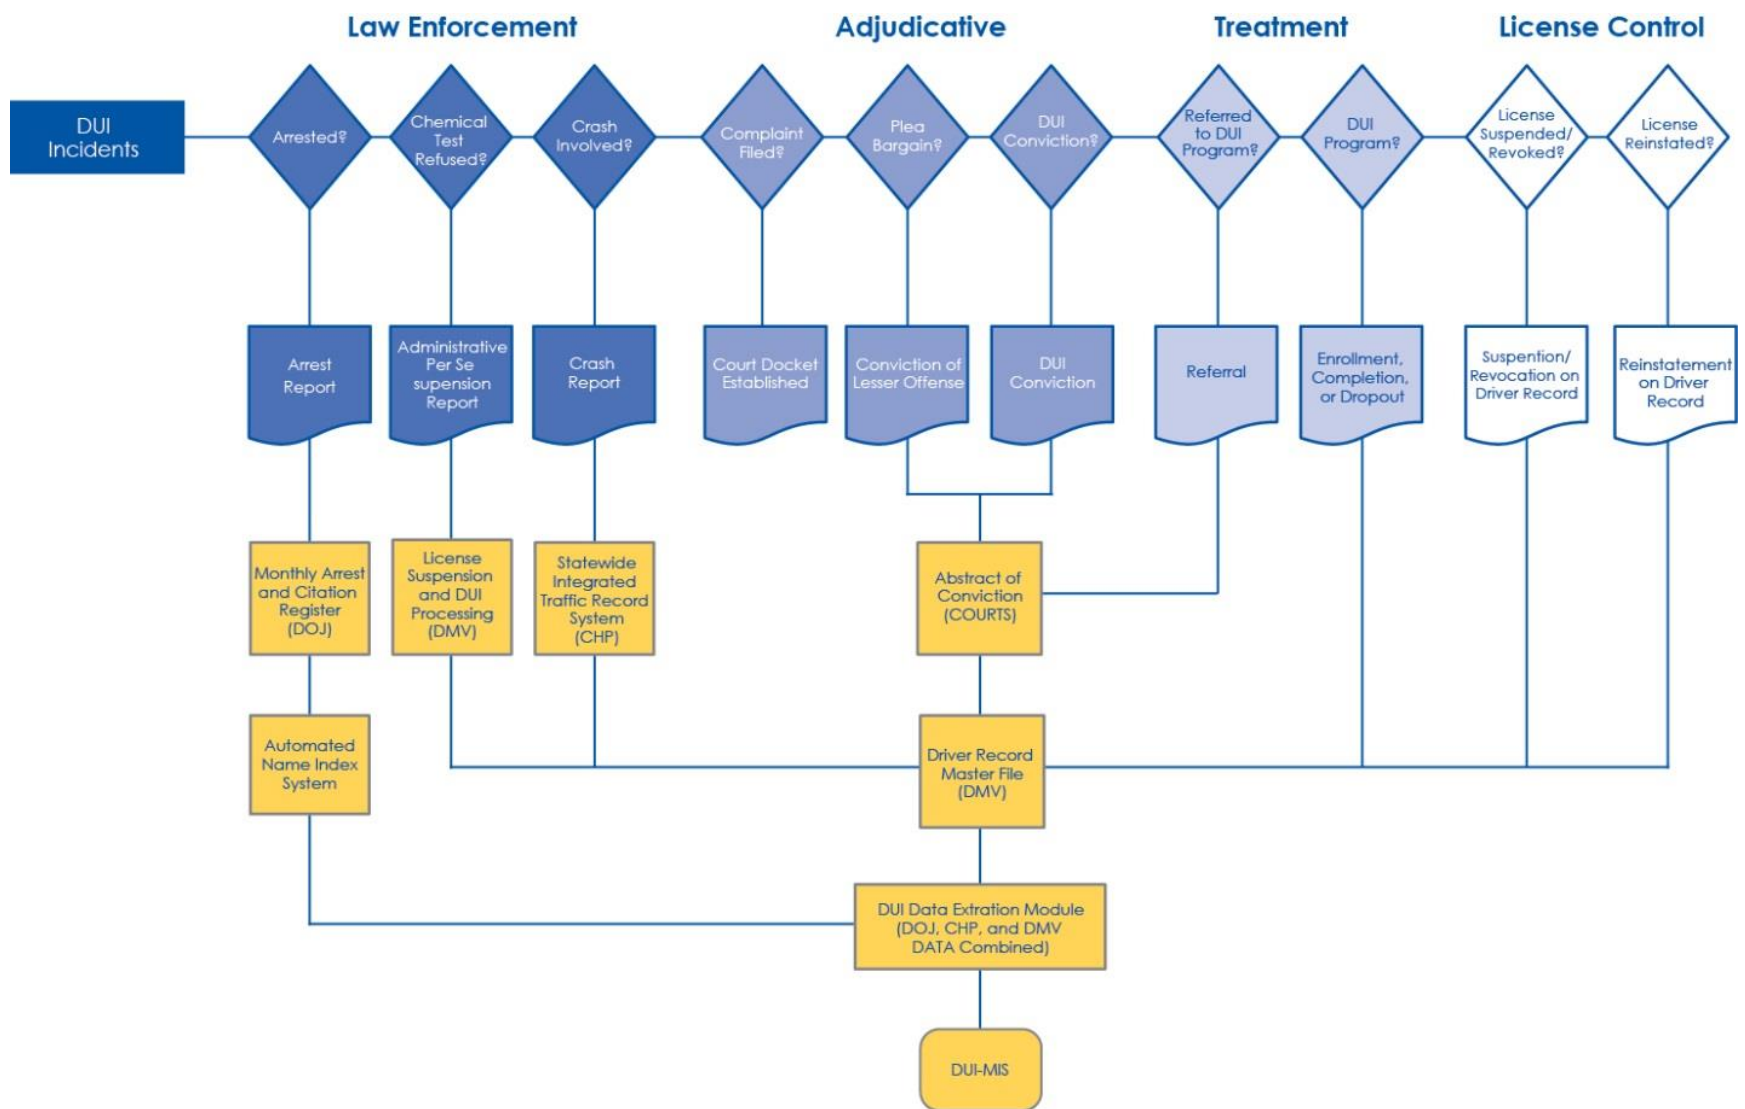 Law Enforcement
Adjudicative
Treatment
License Control
DUI
Incidents
Arrested?
Chemical
Test
Refused?
Crash
Involved?
Complaint
Filed?
Plea
Bargain?
DUI
Conviction?
Referred to DUI
Program?
DUI
Program?
License
Suspended/
Revoked?
License
Reinstated?
Arrest
Report
Administrative
Per Se
supension
Report
Crash
Report
Court Docket
Established
Conviction of
Lesser Offense
DUI
Conviction
Referral
Enrollment,
Completion,
or Dropout
Suspention/
Revocation on
Driver Record
Reinstatement
on Driver
Record
Monthly Arrest
and Citation
Register
(DOJ)
License
Suspension
and DUI
Processing
(DMV)
Statewide
Integrated
Traffic Record
System
(CHP)
Abstract of
Conviction
(COURTS)
Automated
Name Index
System
Driver Record
Master File
(DMV)
DUI Data Extration Module
(DOJ, CHP, and DMV
DATA Combined)
DUI-MIS